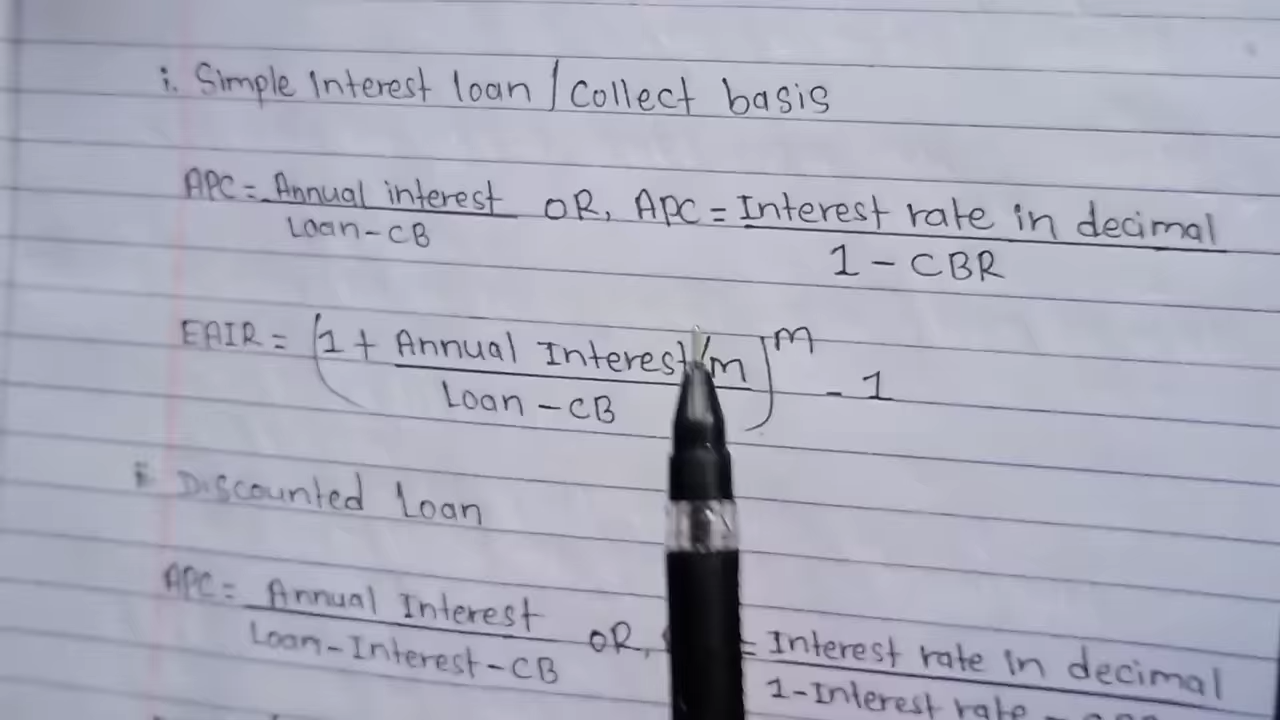 i. Simple Interest loan / collect basis
APC = Annual interest / Loan - CB OR, APC = Interest rate in decimal / 1 - CBR
EAIR = (1 + Annual Interest/m / Loan - CB)^m - 1
ii Discounted Loan
APC = Annual Interest / Loan - Interest - CB OR, = Interest rate in decimal / 1 - Interest rate -